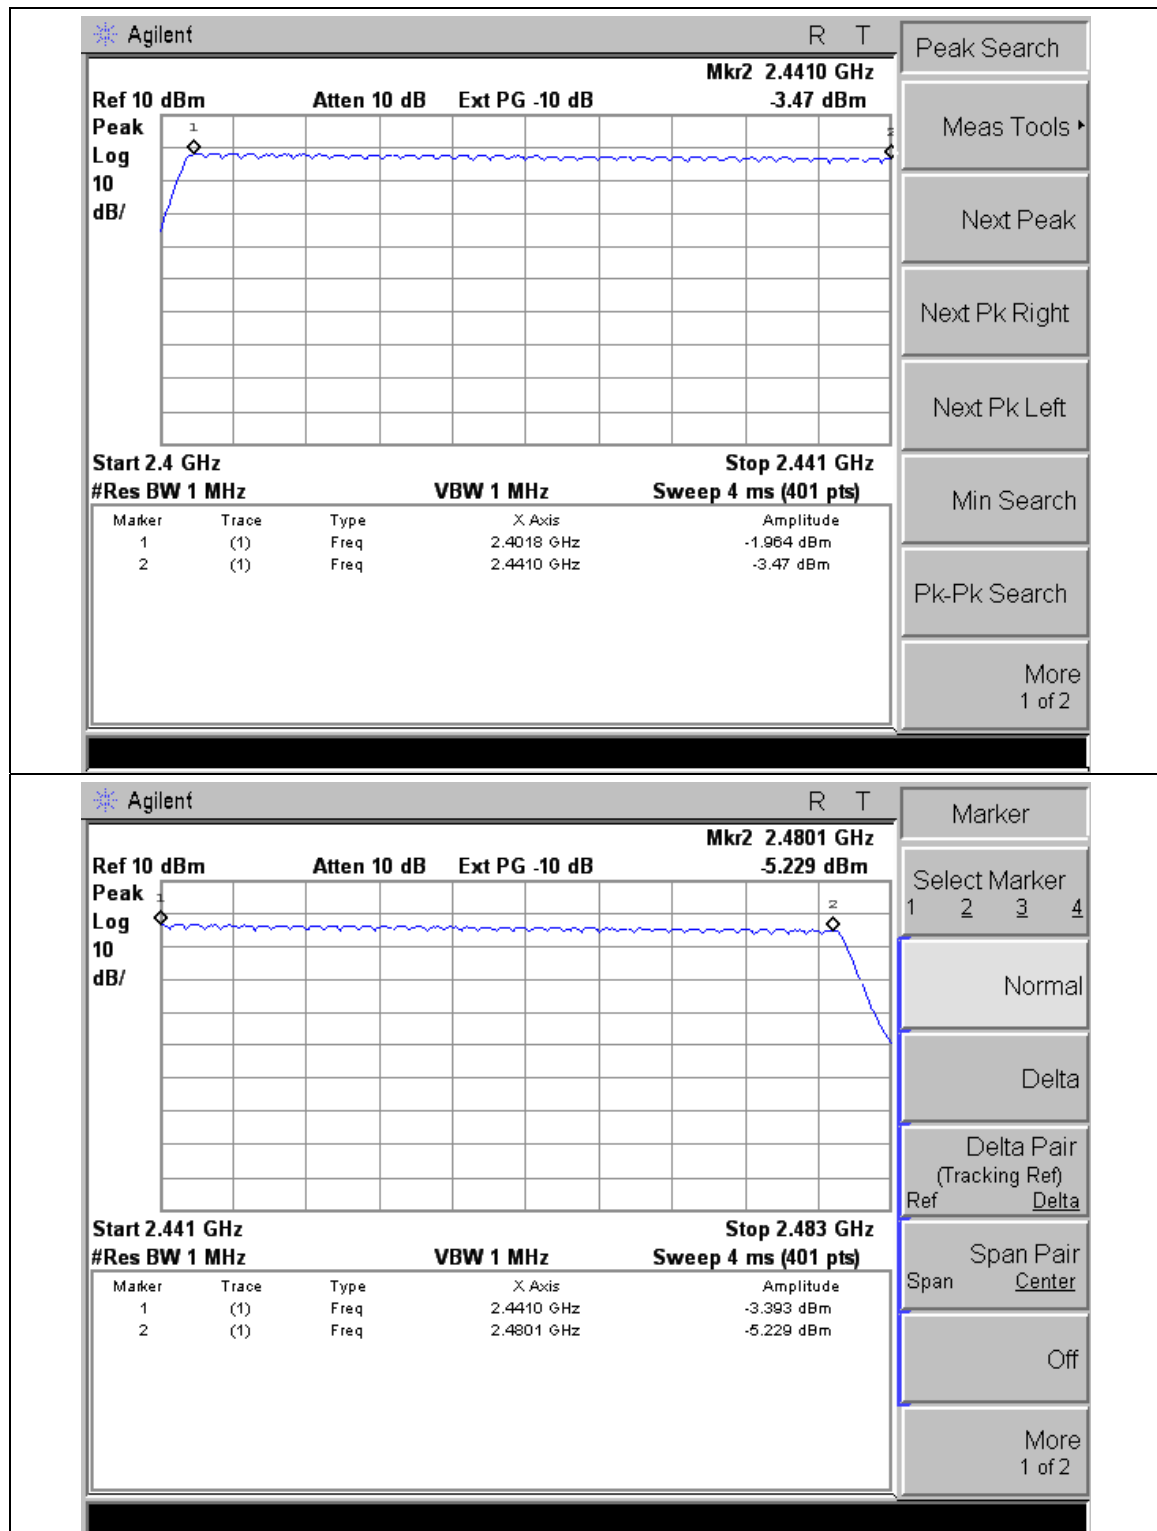 Agilent R T
Peak Search
Mkr2 2.4410 GHz
Ref 10 dBm Atten 10 dB Ext PG -10 dB -3.47 dBm
Peak
Log
10
dB/
1
2
Start 2.4 GHz Stop 2.441 GHz
#Res BW 1 MHz VBW 1 MHz Sweep 4 ms (401 pts)
Marker Trace Type X Axis Amplitude
1 (1) Freq 2.4018 GHz -1.964 dBm
2 (1) Freq 2.4410 GHz -3.47 dBm
Meas Tools
Next Peak
Next Pk Right
Next Pk Left
Min Search
Pk-Pk Search
More
1 of 2
Agilent R T
Marker
Mkr2 2.4801 GHz
Ref 10 dBm Atten 10 dB Ext PG -10 dB -5.229 dBm
Peak
Log
10
dB/
1
2
Start 2.441 GHz Stop 2.483 GHz
#Res BW 1 MHz VBW 1 MHz Sweep 4 ms (401 pts)
Marker Trace Type X Axis Amplitude
1 (1) Freq 2.4410 GHz -3.393 dBm
2 (1) Freq 2.4801 GHz -5.229 dBm
Select Marker
1 2 3 4
Normal
Delta
Delta Pair
(Tracking Ref)
Ref Delta
Span Pair
Span Center
Off
More
1 of 2